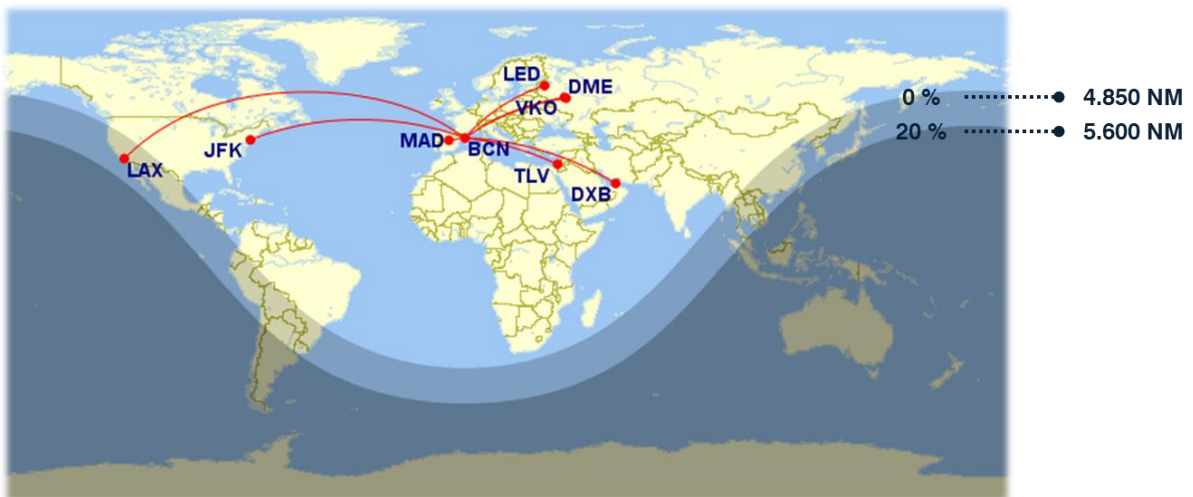 LED
DME
0 % 4.850 NM
VKO
20 % 5.600 NM
MAD
JFK
BCN
LAX
TLV
DXB